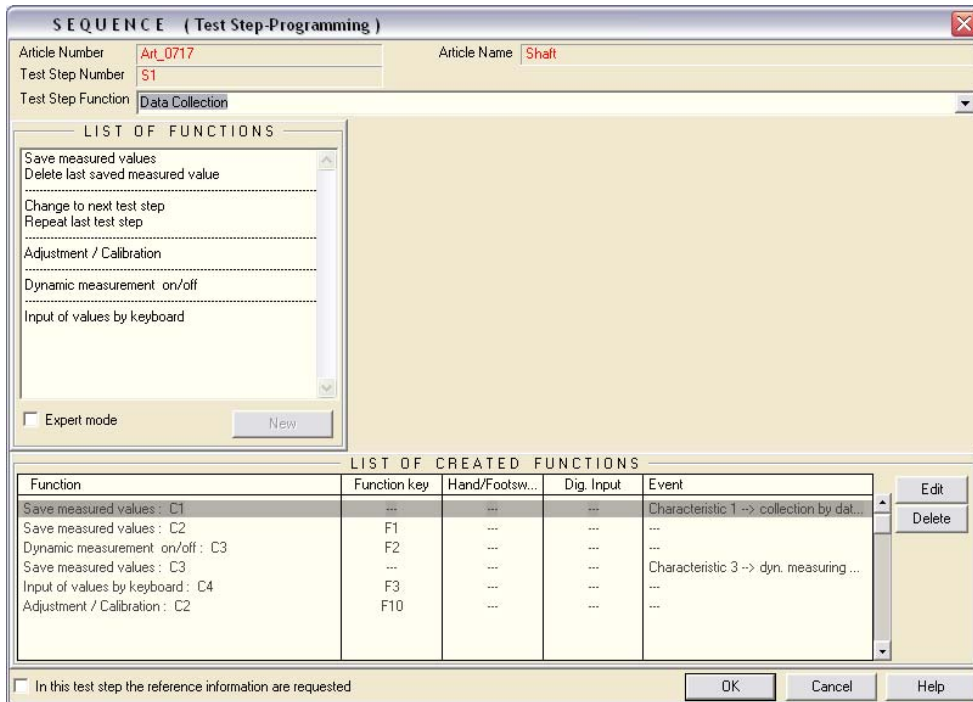 SEQUENCE (Test Step-Programming)
Article Number Art_0717 Article Name Shaft
Test Step Number S1
Test Step Function Data Collection
LIST OF FUNCTIONS
Save measured values
Delete last saved measured value
Change to next test step
Repeat last test step
Adjustment / Calibration
Dynamic measurement on/off
Input of values by keyboard
Expert mode New
LIST OF CREATED FUNCTIONS
Function Function key Hand/Footsw... Dig. Input Event Edit
Save measured values : C1 --- --- --- Characteristic 1 --> collection by dat... Delete
Save measured values : C2 F1 --- --- ---
Dynamic measurement on/off : C3 F2 --- --- ---
Save measured values : C3 --- --- --- Characteristic 3 --> dyn. measuring ...
Input of values by keyboard : C4 F3 --- --- ---
Adjustment / Calibration : C2 F10 --- --- ---
In this test step the reference information are requested OK Cancel Help